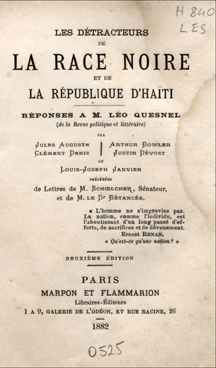 H 840
LES
LES DÉTRACTEURS
DE
LA RACE NOIRE
ET DE
LA RÉPUBLIQUE D'HAÏTI
RÉPONSES A M. LÉO QUESNEL
(de la Revue politique et littéraire)
PAR
JULES AUGUSTE
CLÉMENT DENIS
ARTHUR BOWLER
JUSTIN DÉVOST
ET
LOUIS-JOSEPH JANVIER
PRÉCÉDÉES
de Lettres de M. SCHŒLCHER, Sénateur,
et de M. LE Dr BÉTANCÈS.
« L'homme ne s'improvise pas.
La nation, comme l'individu, est
l'aboutissant d'un long passé d'ef-
forts, de sacrifices et de dévouement.
Ernest RENAN.
« Qu'est-ce qu'une nation? »
DEUXIÈME ÉDITION
PARIS
MARPON ET FLAMMARION
Libraires-Éditeurs
1 A 9, GALERIE DE L'ODÉON, ET RUE RACINE, 26
1882
0525